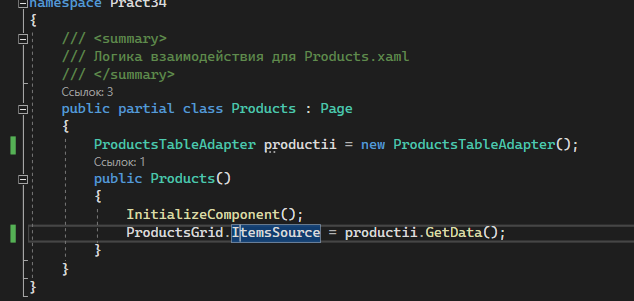 namespace Pract34
{
/// <summary>
/// Логика взаимодействия для Products.xaml
/// </summary>
Ссылок: 3
public partial class Products : Page
{
ProductsTableAdapter productii = new ProductsTableAdapter();
Ссылок: 1
public Products()
{
InitializeComponent();
ProductsGrid.ItemsSource = productii.GetData();
}
}
}